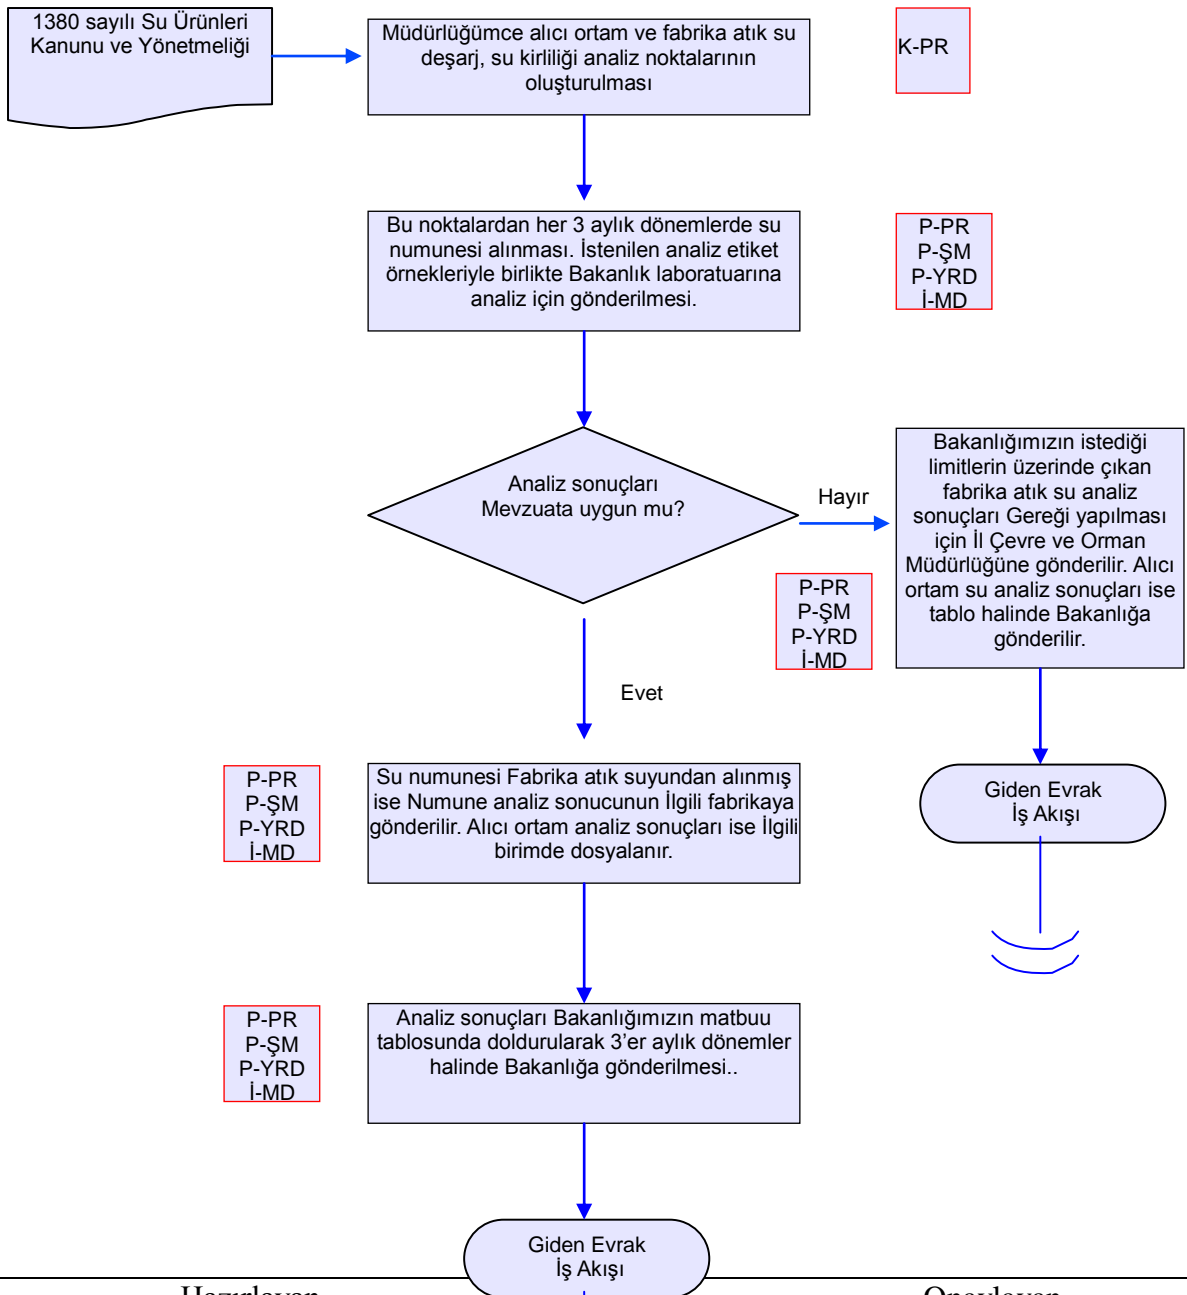 1380 sayılı Su Ürünleri
Kanunu ve Yönetmeliği
Müdürlüğümce alıcı ortam ve fabrika atık su
deşarj, su kirliliği analiz noktalarının
oluşturulması
K-PR
Bu noktalardan her 3 aylık dönemlerde su
numunesi alınması. İstenilen analiz etiket
örnekleriyle birlikte Bakanlık laboratuarına
analiz için gönderilmesi.
P-PR
P-ŞM
P-YRD
İ-MD
Analiz sonuçları
Mevzuata uygun mu?
Hayır
Bakanlığımızın istediği
limitlerin üzerinde çıkan
fabrika atık su analiz
sonuçları Gereği yapılması
için İl Çevre ve Orman
Müdürlüğüne gönderilir. Alıcı
ortam su analiz sonuçları ise
tablo halinde Bakanlığa
gönderilir.
P-PR
P-ŞM
P-YRD
İ-MD
Evet
P-PR
P-ŞM
P-YRD
İ-MD
Su numunesi Fabrika atık suyundan alınmış
ise Numune analiz sonucunun İlgili fabrikaya
gönderilir. Alıcı ortam analiz sonuçları ise İlgili
birimde dosyalanır.
Giden Evrak
İş Akışı
P-PR
P-ŞM
P-YRD
İ-MD
Analiz sonuçları Bakanlığımızın matbuu
tablosunda doldurularak 3’er aylık dönemler
halinde Bakanlığa gönderilmesi..
Giden Evrak
İş Akışı
Hazırlayan
Onaylayan